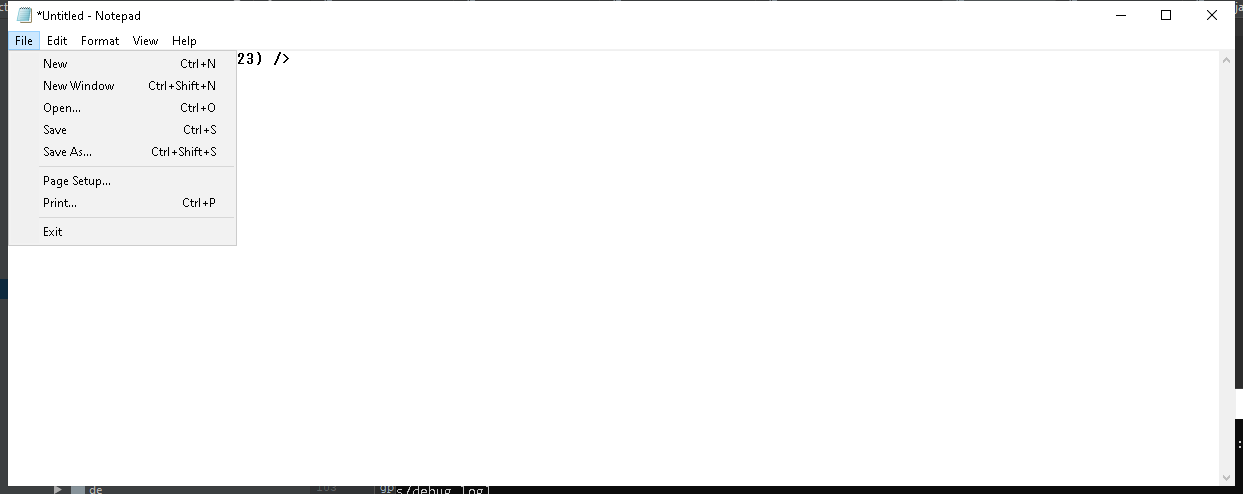 *Untitled - Notepad
File Edit Format View Help
23) />
New Ctrl+N
New Window Ctrl+Shift+N
Open... Ctrl+O
Save Ctrl+S
Save As... Ctrl+Shift+S
Page Setup...
Print... Ctrl+P
Exit
de
s/debug log]